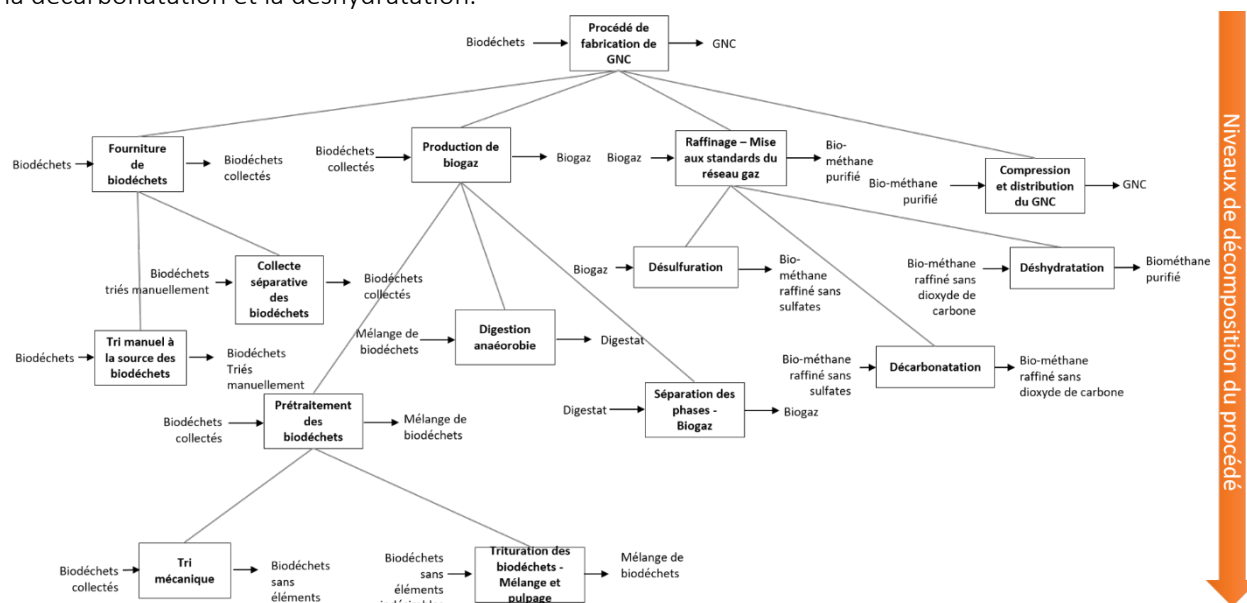 la décarbonatation et la déshydratation.
Biodéchets
Procédé de
fabrication de
GNC
GNC
Biodéchets
Fourniture
de
biodéchets
Biodéchets
collectés
Biodéchets
collectés
Production de
biogaz
Biogaz
Biogaz
Raffinage – Mise
aux standards du
réseau gaz
Bio-
méthane
purifié
Bio-méthane
purifié
Compression
et distribution
du GNC
GNC
Biodéchets
triés manuellement
Collecte
séparative
des
biodéchets
Biodéchets
collectés
Biogaz
Désulfuration
Bio-
méthane
raffiné sans
sulfates
Bio-méthane
raffiné sans
dioxyde de
carbone
Déshydratation
Biométhane
purifié
Biodéchets
Tri manuel à
la source des
biodéchets
Biodéchets
Triés
manuellement
Mélange de
biodéchets
Digestion
anaéorobie
Digestat
Bio-méthane
raffiné sans
sulfates
Décarbonatation
Bio-méthane
raffiné sans
dioxyde de carbone
Biodéchets
collectés
Prétraitement
des
biodéchets
Mélange de
biodéchets
Digestat
Séparation des
phases -
Biogaz
Biogaz
Biodéchets
collectés
Tri
mécanique
Biodéchets
sans
éléments
Biodéchets
sans
éléments
Trituration des
biodéchets -
Mélange et
pulpage
Mélange de
biodéchets
Niveaux de décomposition du procédé